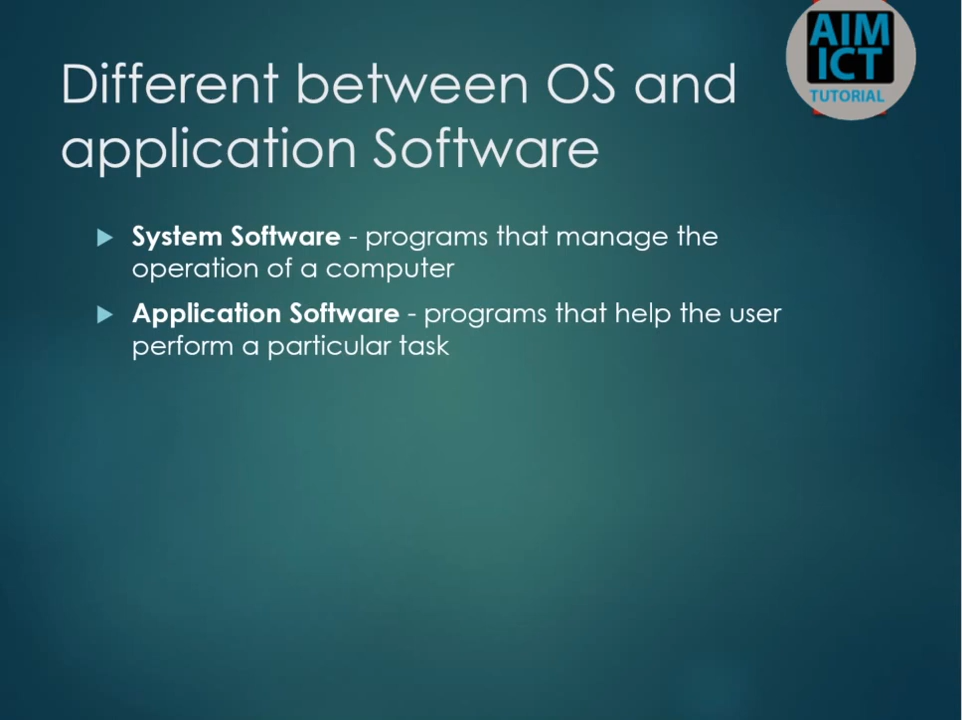 AIM
ICT
TUTORIAL
Different between OS and
application Software
System Software - programs that manage the
operation of a computer
Application Software - programs that help the user
perform a particular task